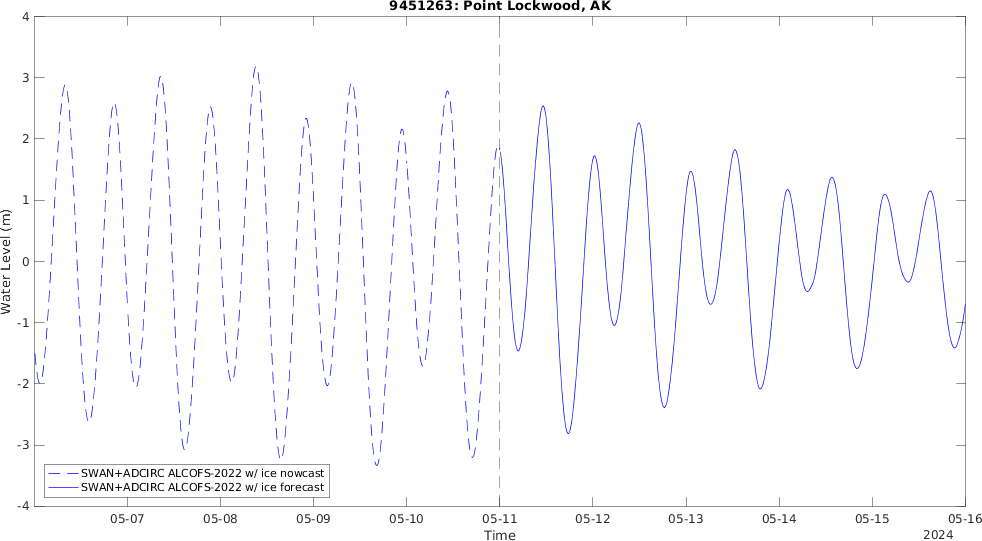 9451263: Point Lockwood, AK
4
3
2
1
0
-1
-2
-3
-4
Water Level (m)
SWAN+ADCIRC ALCOFS-2022 w/ ice nowcast
SWAN+ADCIRC ALCOFS-2022 w/ ice forecast
05-07 05-08 05-09 05-10 05-11 05-12 05-13 05-14 05-15 05-16
Time 2024